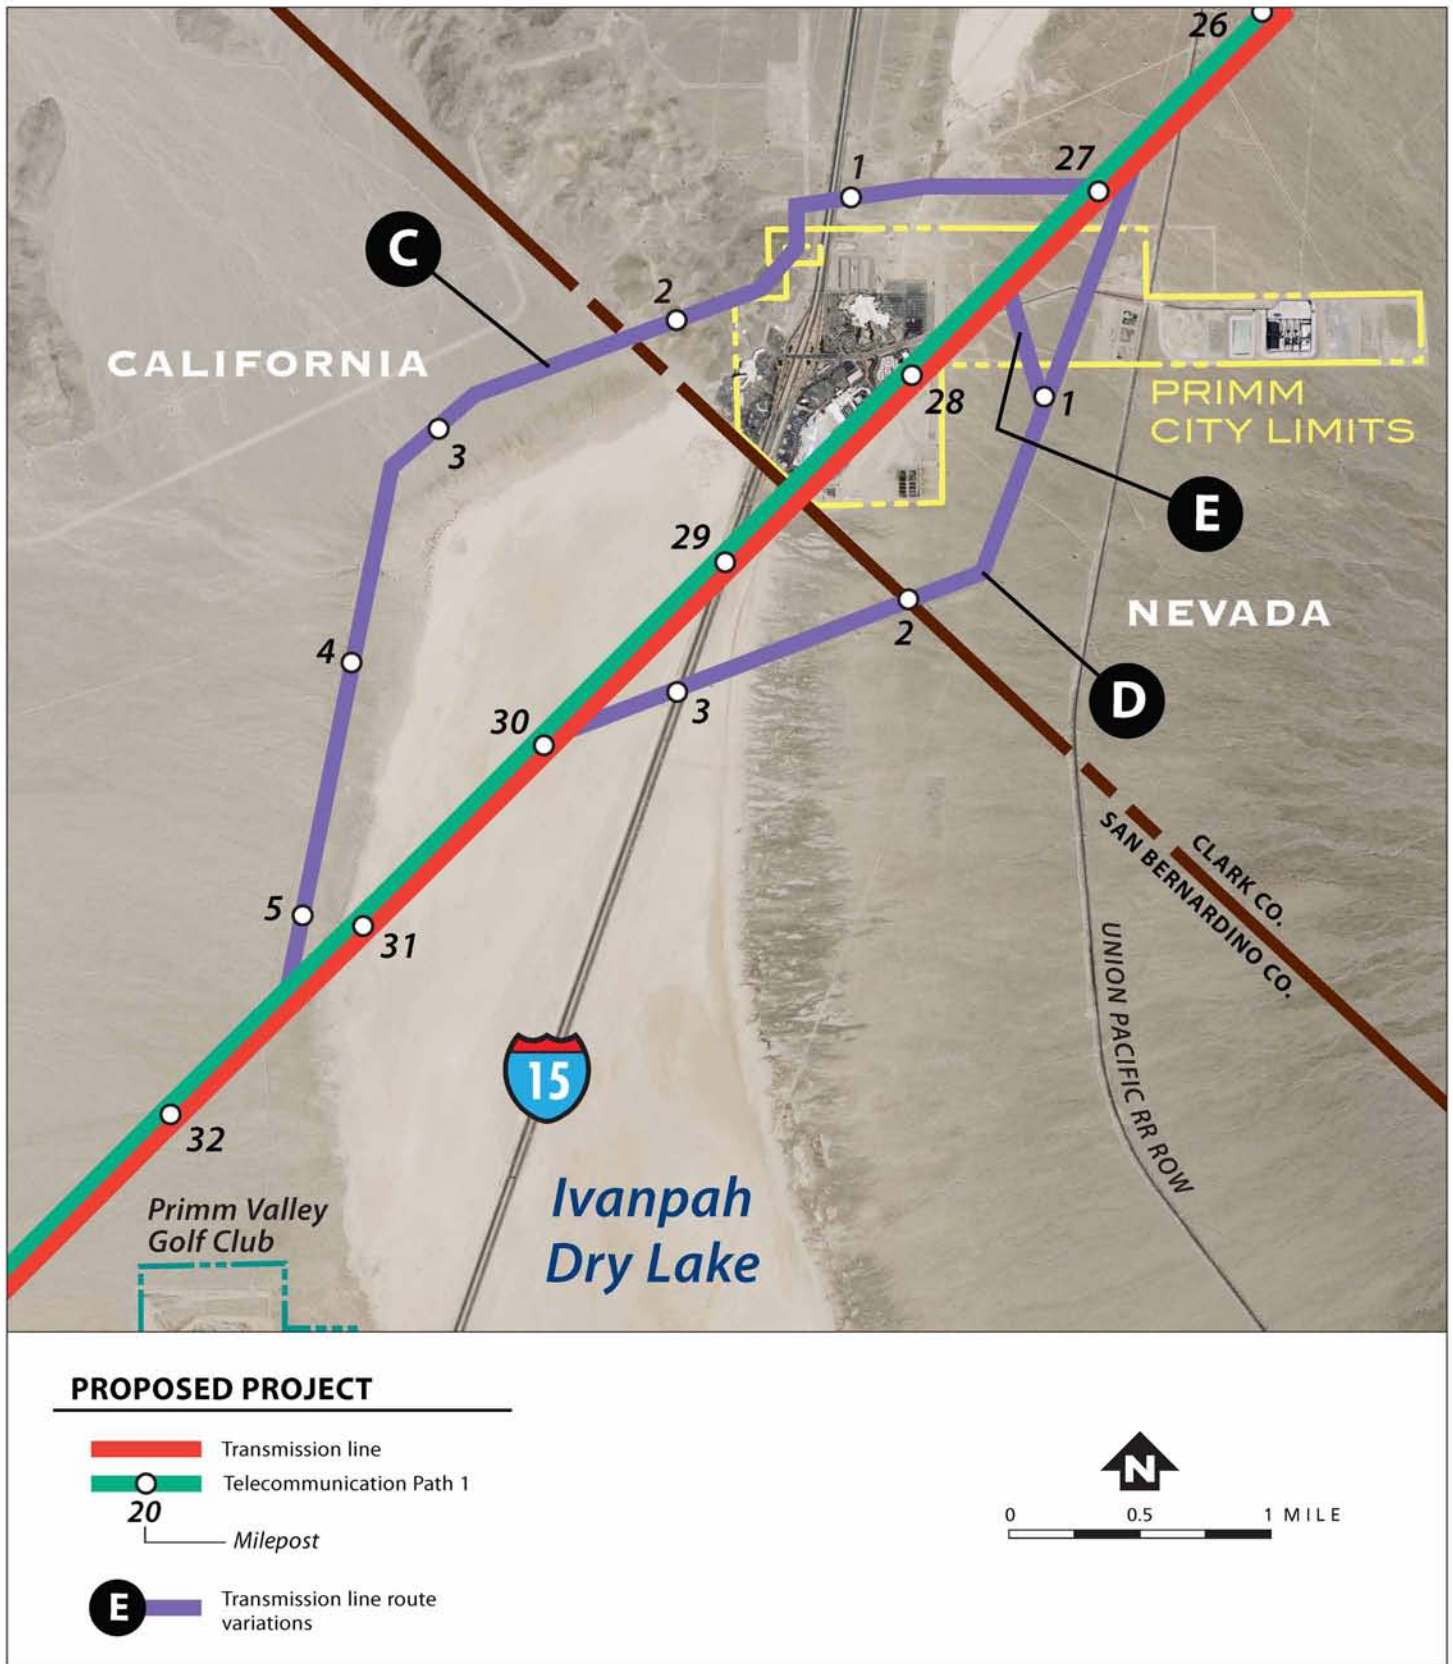 26
27
1
C
2
CALIFORNIA
28
1
PRIMM
CITY LIMITS
3
E
29
NEVADA
2
4
D
3
30
SAN BERNARDINO CO.
CLARK CO.
5
31
UNION PACIFIC RR ROW
15
32
Ivanpah
Dry Lake
Primm Valley
Golf Club
PROPOSED PROJECT
Transmission line
Telecommunication Path 1
20
Milepost
E
Transmission line route
variations
N
0 0.5 1 MILE